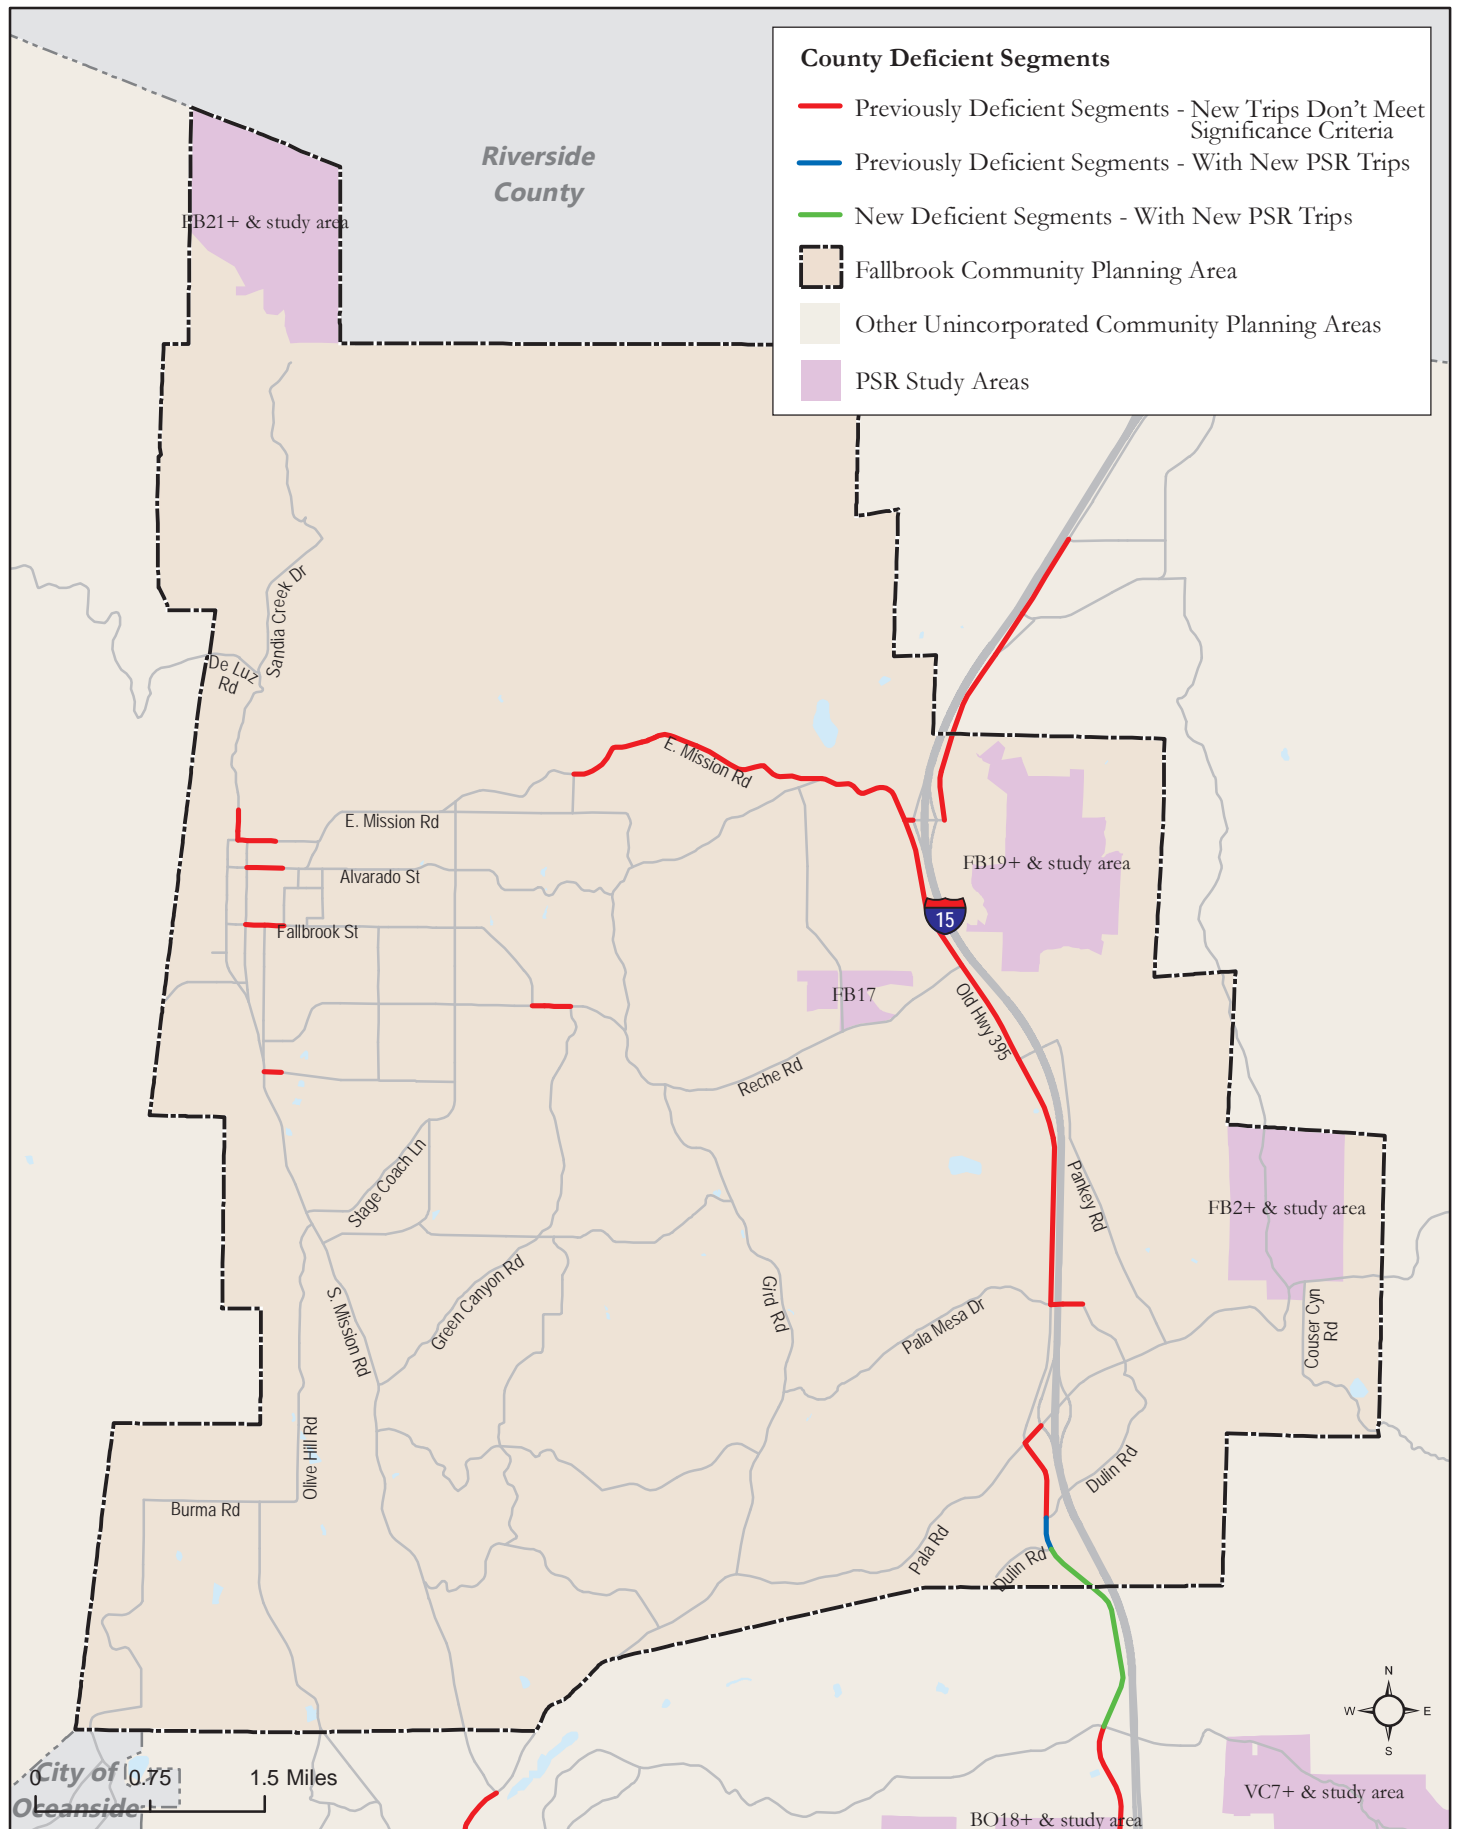 County Deficient Segments
Previously Deficient Segments - New Trips Don't Meet
Significance Criteria
Previously Deficient Segments - With New PSR Trips
New Deficient Segments - With New PSR Trips
Fallbrook Community Planning Area
Other Unincorporated Community Planning Areas
PSR Study Areas
Riverside
County
FB21+ & study area
Sandia Creek Dr
De Luz
Rd
E. Mission Rd
E. Mission Rd
Alvarado St
FB19+ & study area
15
Fallbrook St
FB17
Old Hwy 395
Reche Rd
Stage Coach Ln
Pankey Rd
FB2+ & study area
Green Canyon Rd
S. Mission Rd
Gird Rd
Pala Mesa Dr
Couser Cyn
Rd
Olive Hill Rd
Burma Rd
Dulin Rd
Pala Rd
Dulin Rd
N
W
E
S
City of
Oceanside
0
0.75
1.5 Miles
VC7+ & study area
BO18+ & study area